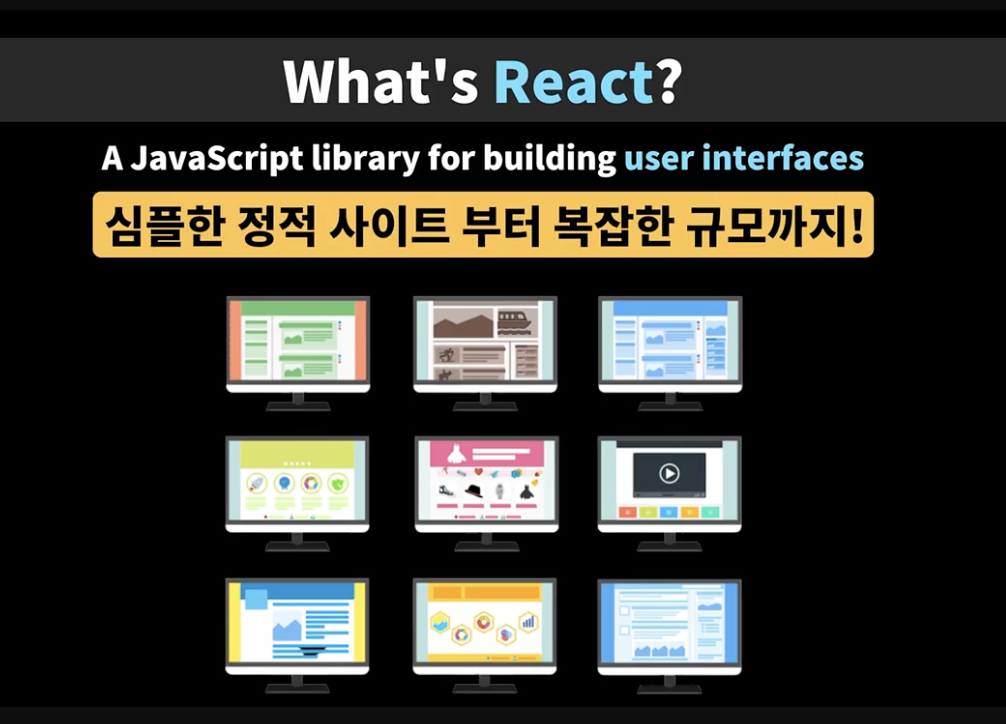 What's React?
A JavaScript library for building user interfaces
심플한 정적 사이트 부터 복잡한 규모까지!